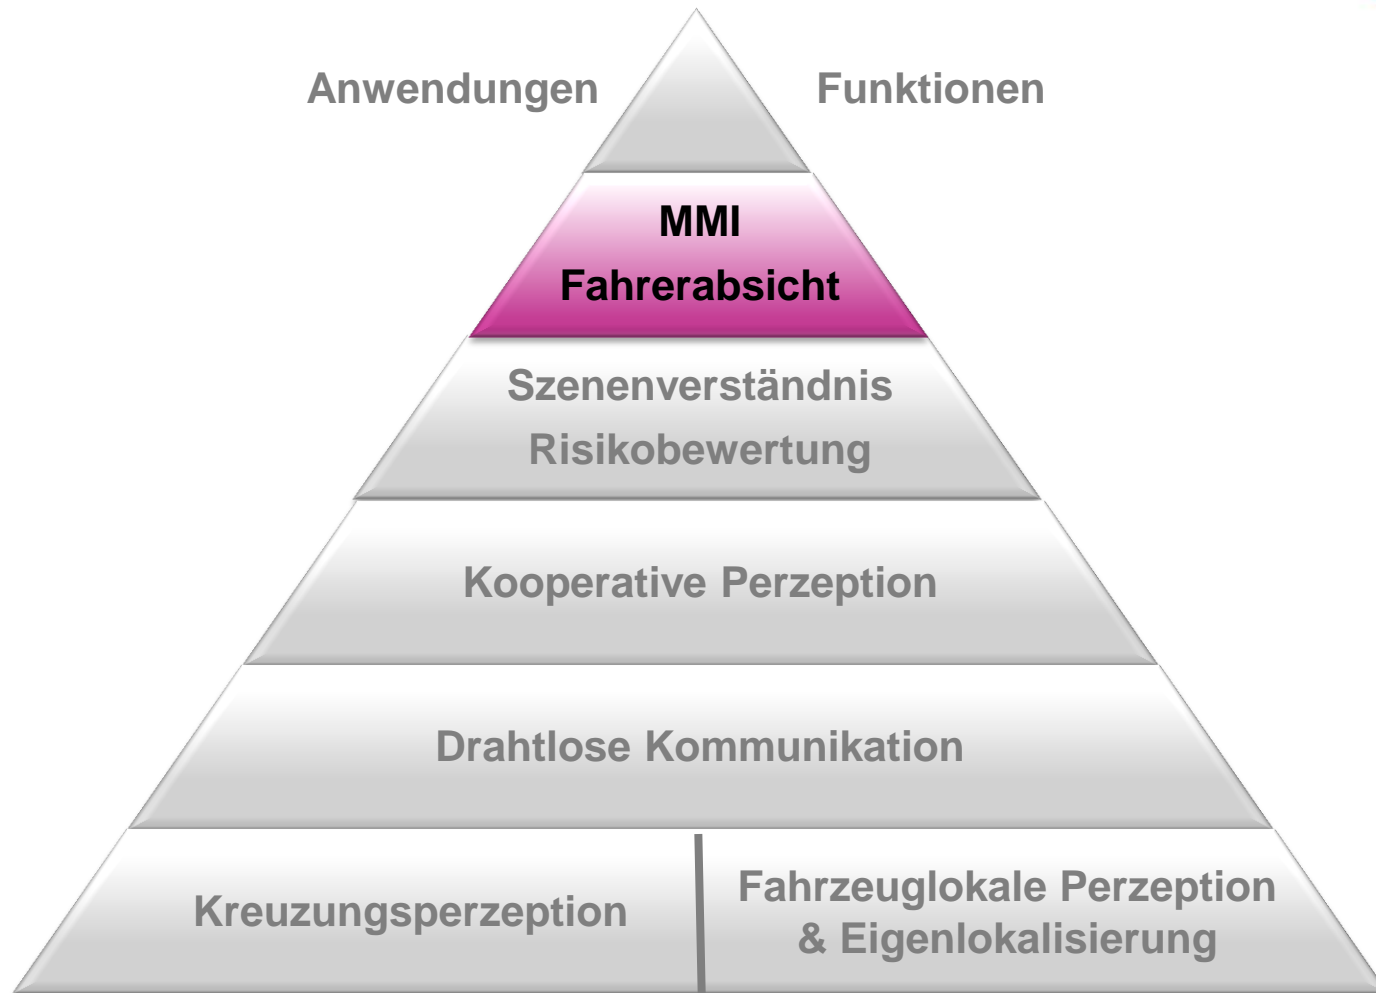 Anwendungen
Funktionen
MMI
Fahrerabsicht
Szenenverständnis
Risikobewertung
Kooperative Perzeption
Drahtlose Kommunikation
Kreuzungsperzeption
Fahrzeuglokale Perzeption
& Eigenlokalisierung